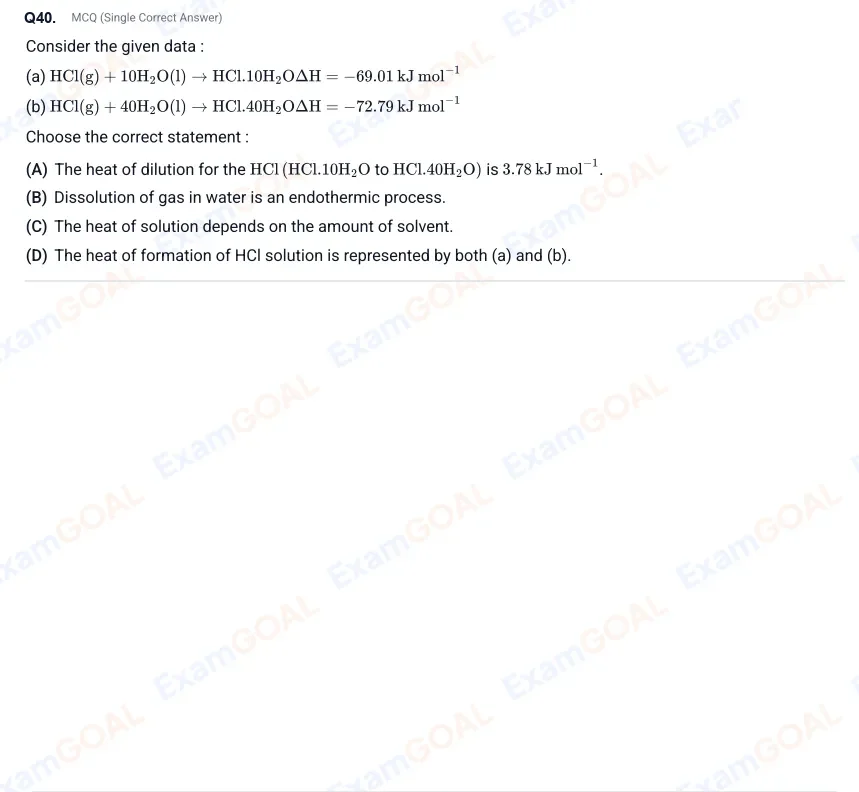 Q40. MCQ (Single Correct Answer)
Consider the given data :
(a) HCl(g) + 10H₂O(l) → HCl.10H₂OΔH = −69.01 kJ mol⁻¹
(b) HCl(g) + 40H₂O(l) → HCl.40H₂OΔH = −72.79 kJ mol⁻¹
Choose the correct statement :
(A) The heat of dilution for the HCl (HCl.10H₂O to HCl.40H₂O) is 3.78 kJ mol⁻¹.
(B) Dissolution of gas in water is an endothermic process.
(C) The heat of solution depends on the amount of solvent.
(D) The heat of formation of HCl solution is represented by both (a) and (b).
ExamGOAL